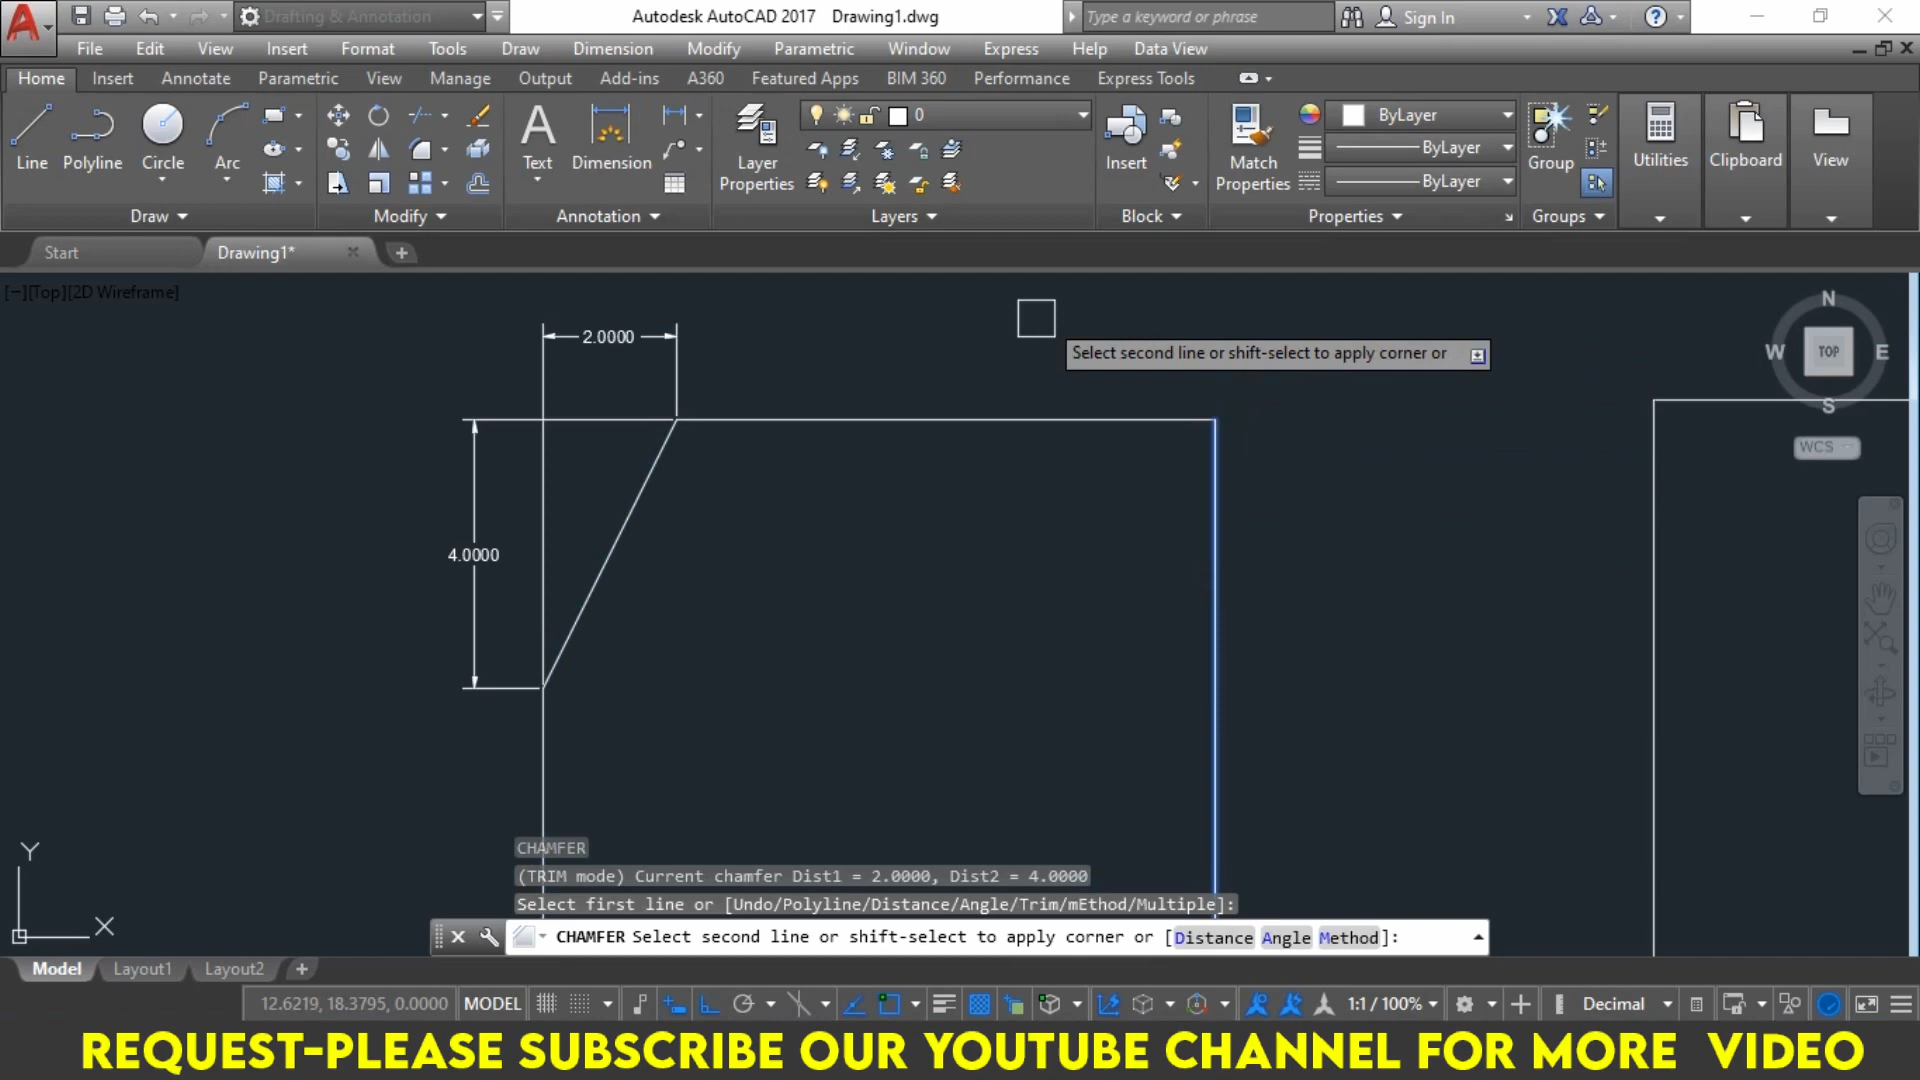 Drafting & Annotation
Autodesk AutoCAD 2017 Drawing1.dwg
Type a keyword or phrase
Sign In
File Edit View Insert Format Tools Draw Dimension Modify Parametric Window Express Help Data View
Home Insert Annotate Parametric View Manage Output Add-ins A360 Featured Apps BIM 360 Performance Express Tools
Line Polyline Circle Arc
Text Dimension
Layer Properties
0
Insert
Match Properties
ByLayer
ByLayer
ByLayer
Group
Utilities Clipboard View
Draw Modify Annotation Layers Block Properties Groups
Start Drawing1*
[−][Top][2D Wireframe]
2.0000
Select second line or shift-select to apply corner or
N
W TOP E
S
WCS
4.0000
Y
X
CHAMFER
(TRIM mode) Current chamfer Dist1 = 2.0000, Dist2 = 4.0000
Select first line or [Undo/Polyline/Distance/Angle/Trim/mEthod/Multiple]:
CHAMFER Select second line or shift-select to apply corner or [Distance Angle Method]:
Model Layout1 Layout2
12.6219, 18.3795, 0.0000 MODEL 1:1 / 100% Decimal
REQUEST-PLEASE SUBSCRIBE OUR YOUTUBE CHANNEL FOR MORE VIDEO